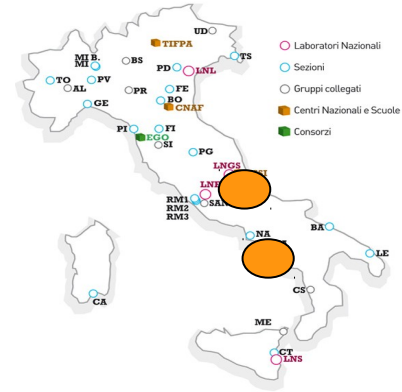 UD
TIFPA
Laboratori Nazionali
MI B.
MI
BS
PD
TS
LNL
Sezioni
TO
AL
PV
PR
FE
Gruppi collegati
GE
BO
CNAF
Centri Nazionali e Scuole
PI
EGO
FI
SI
Consorzi
PG
LNGS
RM1
RM2
RM3
BA
NA
LE
CS
CA
ME
CT
LNS